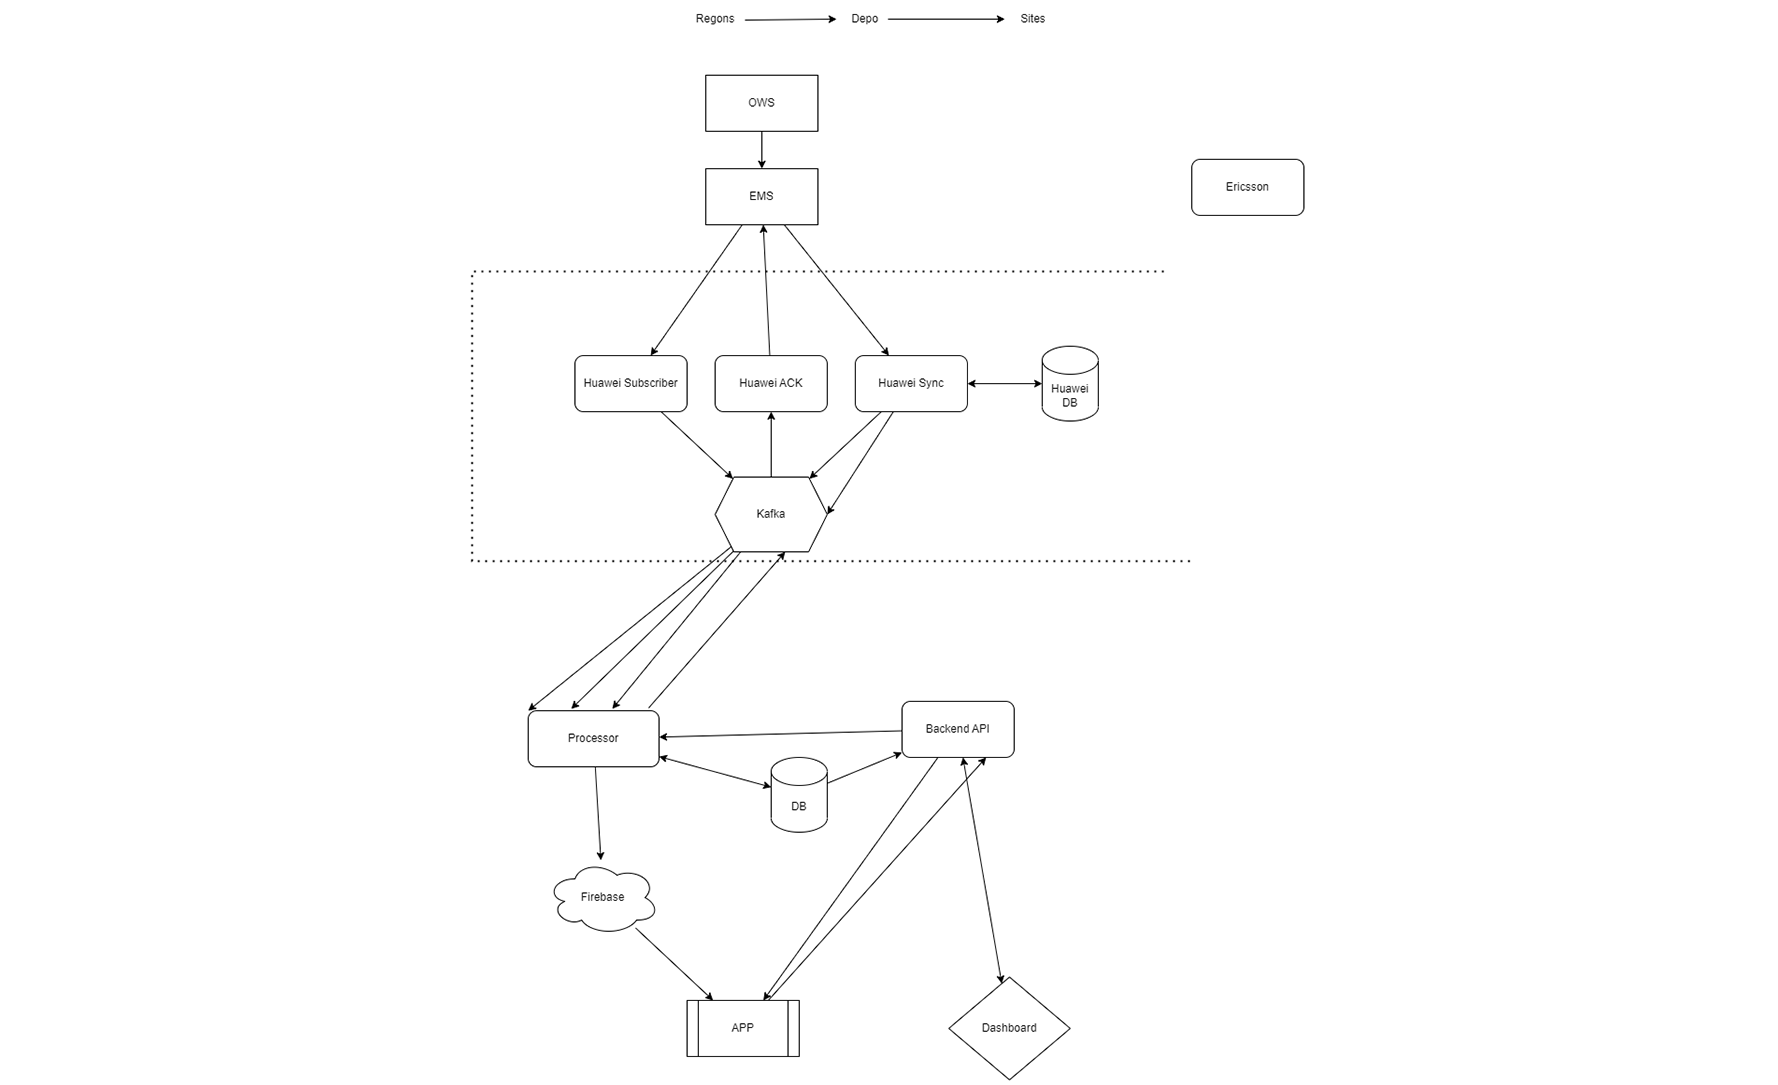 Regons
Depo
Sites
OWS
EMS
Ericsson
Huawei Subscriber
Huawei ACK
Huawei Sync
Huawei
DB
Kafka
Processor
Backend API
DB
Firebase
APP
Dashboard